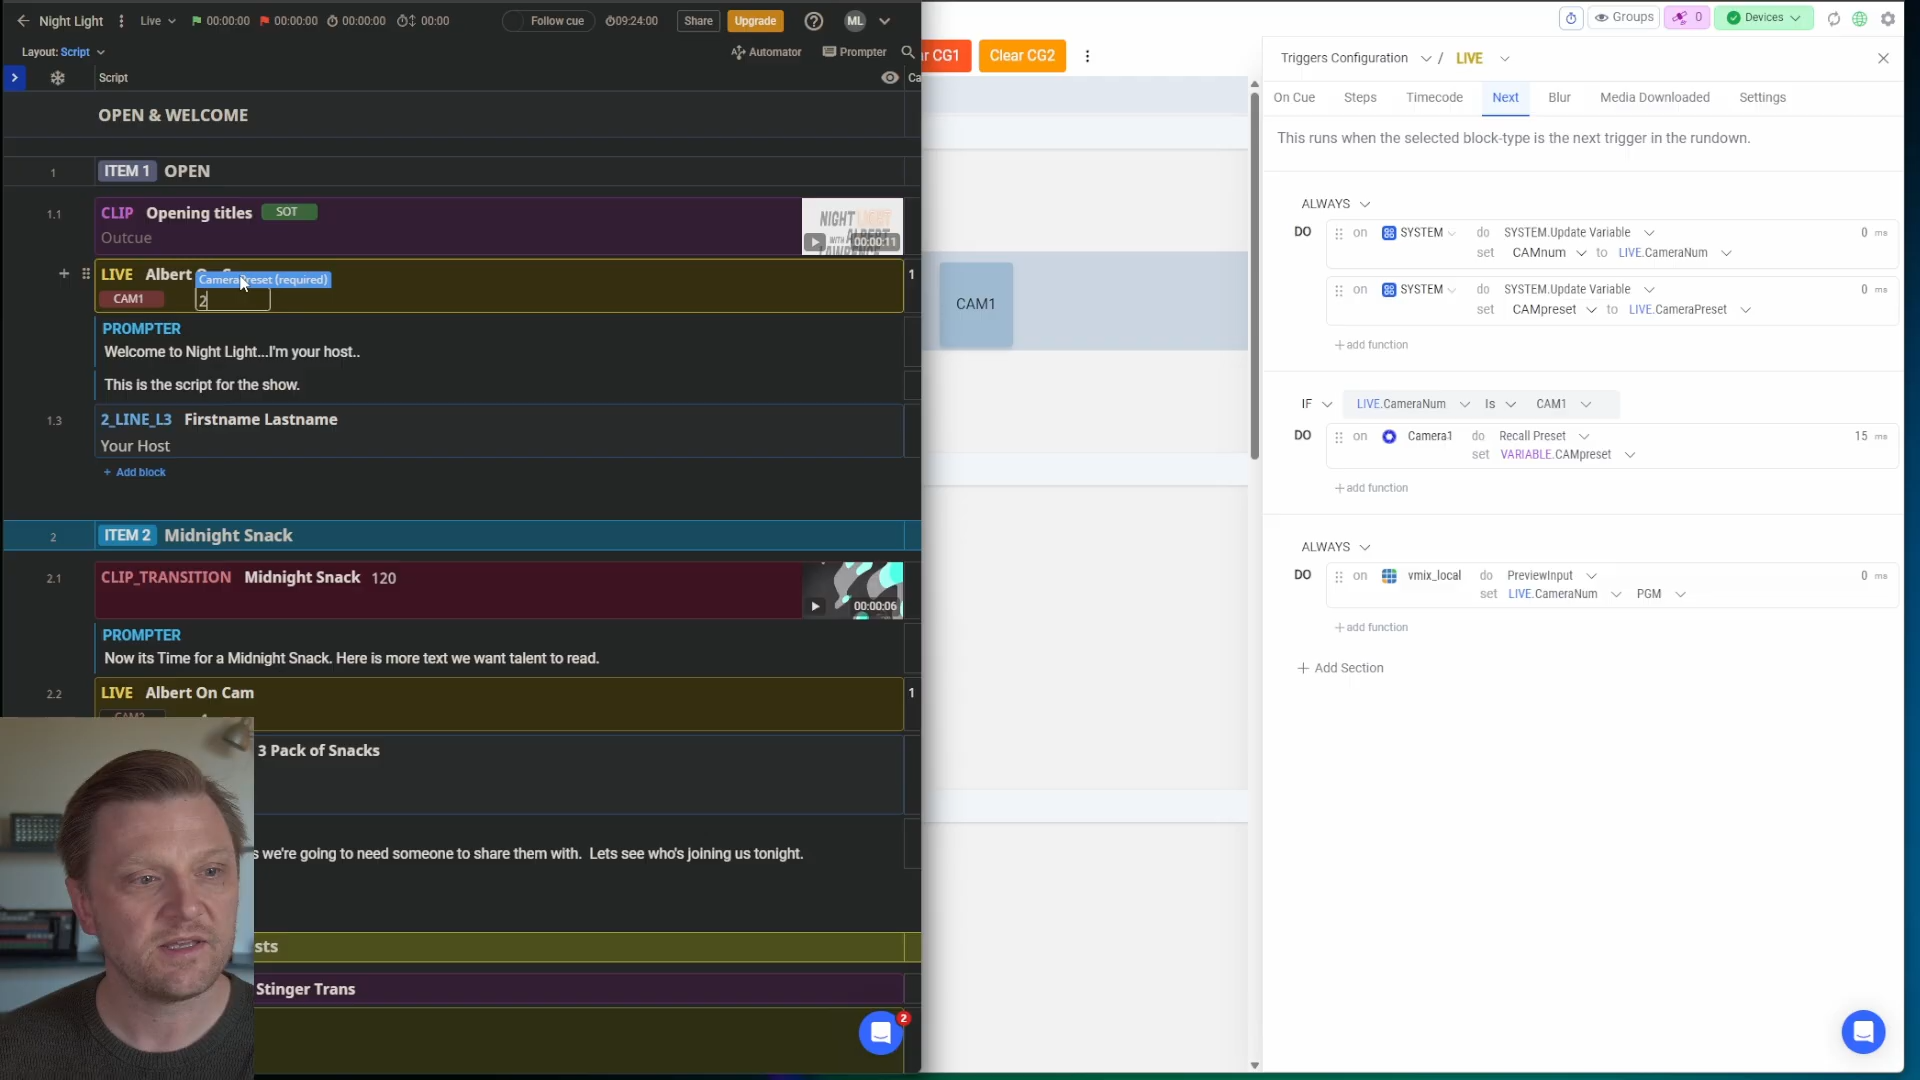 Night Light
Live
00:00:00
00:00:00
00:00:00
00:00
Follow cue
09:24:00
Share
Upgrade
ML
Layout: Script
Automator
Prompter
Script
Ca
OPEN & WELCOME
1
ITEM 1 OPEN
1.1
CLIP Opening titles SOT
Outcue
NIGHT LIGHT
WITH ALBERT
LAWRENCE
00:00:11
LIVE Albert On C
CameraPreset (required)
1
CAM1
2
PROMPTER
Welcome to Night Light...I'm your host..
This is the script for the show.
1.3
2_LINE_L3 Firstname Lastname
Your Host
+ Add block
2
ITEM 2 Midnight Snack
2.1
CLIP_TRANSITION Midnight Snack 120
00:00:06
PROMPTER
Now its Time for a Midnight Snack. Here is more text we want talent to read.
2.2
LIVE Albert On Cam
1
3 Pack of Snacks
s we're going to need someone to share them with. Lets see who's joining us tonight.
sts
Stinger Trans
2
r CG1
Clear CG2
CAM1
Groups
0
Devices
Triggers Configuration / LIVE
On Cue
Steps
Timecode
Next
Blur
Media Downloaded
Settings
This runs when the selected block-type is the next trigger in the rundown.
ALWAYS
DO on SYSTEM do SYSTEM.Update Variable 0 ms
set CAMnum to LIVE.CameraNum
on SYSTEM do SYSTEM.Update Variable 0 ms
set CAMpreset to LIVE.CameraPreset
+ add function
IF LIVE.CameraNum Is CAM1
DO on Camera1 do Recall Preset 15 ms
set VARIABLE.CAMpreset
+ add function
ALWAYS
DO on vmix_local do PreviewInput 0 ms
set LIVE.CameraNum PGM
+ add function
+ Add Section